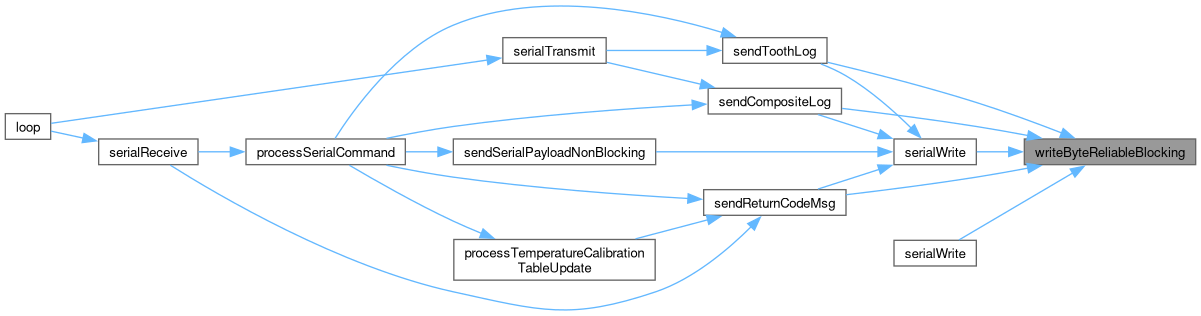 loop
serialReceive
processSerialCommand
serialTransmit
sendSerialPayloadNonBlocking
processTemperatureCalibration
TableUpdate
sendToothLog
sendCompositeLog
sendReturnCodeMsg
serialWrite
serialWrite
writeByteReliableBlocking